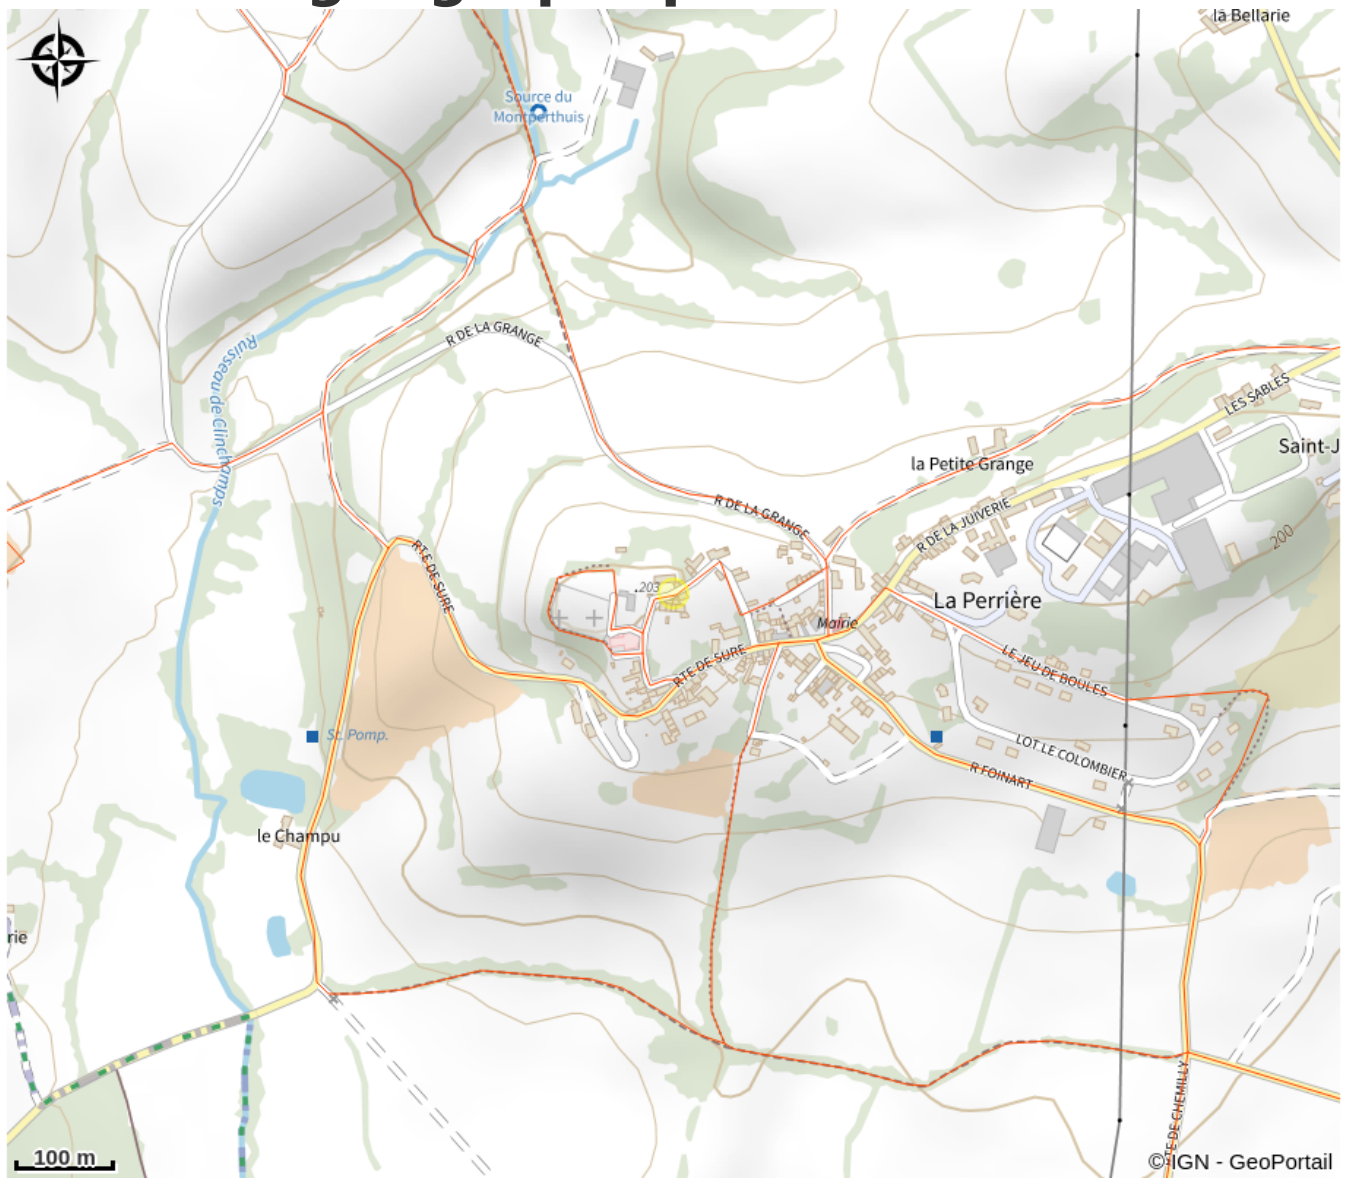 la Bellarie
Source du
Montperthuis
R DE LA GRANGE
Ruisseau de Clinchamps
LES SABLES
Saint-J
la Petite Grange
R DE LA GRANGE
R DE LA JUIVERIE
200
RTE DE SURE
.203
La Perrière
Mairie
RTE DE SURE
LE JEU DE BOULES
St. Pomp.
LOT LE COLOMBIER
R FOINART
le Champu
rie
TE DE CHEMILLY
100 m
© IGN - GeoPortail